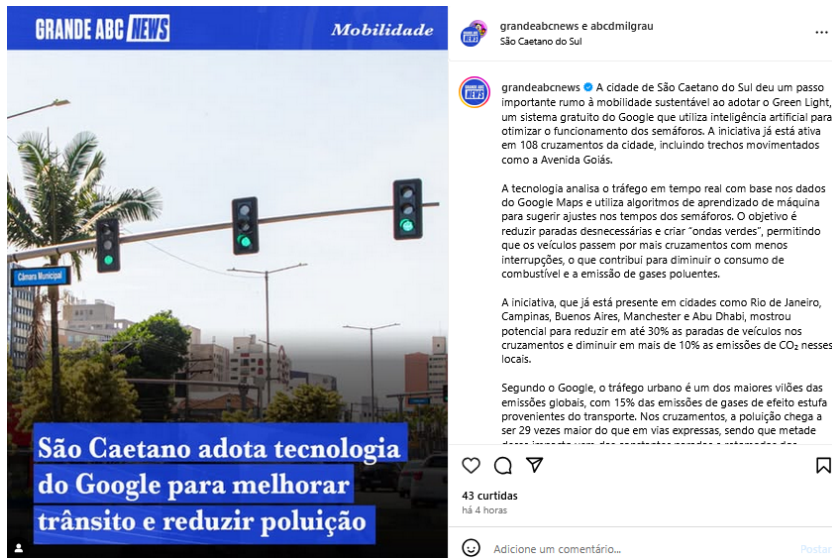 GRANDE ABC NEWS
Mobilidade
Câmara Municipal
São Caetano adota tecnologia
do Google para melhorar
trânsito e reduzir poluição
grandeabcnews e abcdmilgrau
São Caetano do Sul
grandeabcnews A cidade de São Caetano do Sul deu um passo
importante rumo à mobilidade sustentável ao adotar o Green Light,
um sistema gratuito do Google que utiliza inteligência artificial para
otimizar o funcionamento dos semáforos. A iniciativa já está ativa
em 108 cruzamentos da cidade, incluindo trechos movimentados
como a Avenida Goiás.
A tecnologia analisa o tráfego em tempo real com base nos dados
do Google Maps e utiliza algoritmos de aprendizado de máquina
para sugerir ajustes nos tempos dos semáforos. O objetivo é
reduzir paradas desnecessárias e criar “ondas verdes”, permitindo
que os veículos passem por mais cruzamentos com menos
interrupções, o que contribui para diminuir o consumo de
combustível e a emissão de gases poluentes.
A iniciativa, que já está presente em cidades como Rio de Janeiro,
Campinas, Buenos Aires, Manchester e Abu Dhabi, mostrou
potencial para reduzir em até 30% as paradas de veículos nos
cruzamentos e diminuir em mais de 10% as emissões de CO₂ nesses
locais.
Segundo o Google, o tráfego urbano é um dos maiores vilões das
emissões globais, com 15% das emissões de gases de efeito estufa
provenientes do transporte. Nos cruzamentos, a poluição chega a
ser 29 vezes maior do que em vias expressas, sendo que metade
43 curtidas
há 4 horas
Adicione um comentário...
Postar